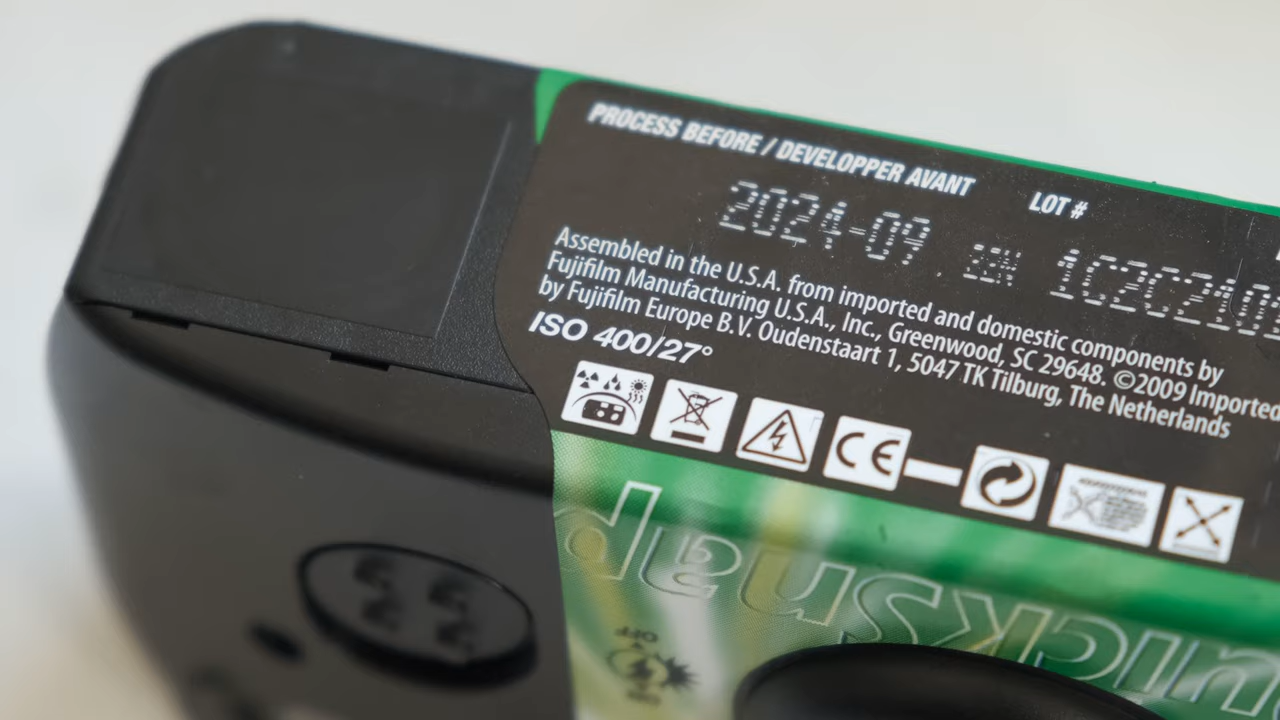 PROCESS BEFORE / DEVELOPPER AVANT
LOT #
2024-09
Assembled in the U.S.A. from imported and domestic components by
Fujifilm Manufacturing U.S.A., Inc., Greenwood, SC 29648. ©2009 Imported
by Fujifilm Europe B.V. Oudenstaart 1, 5047 TK Tilburg, The Netherlands
ISO 400/27°
CE
QuickSnap
OFF